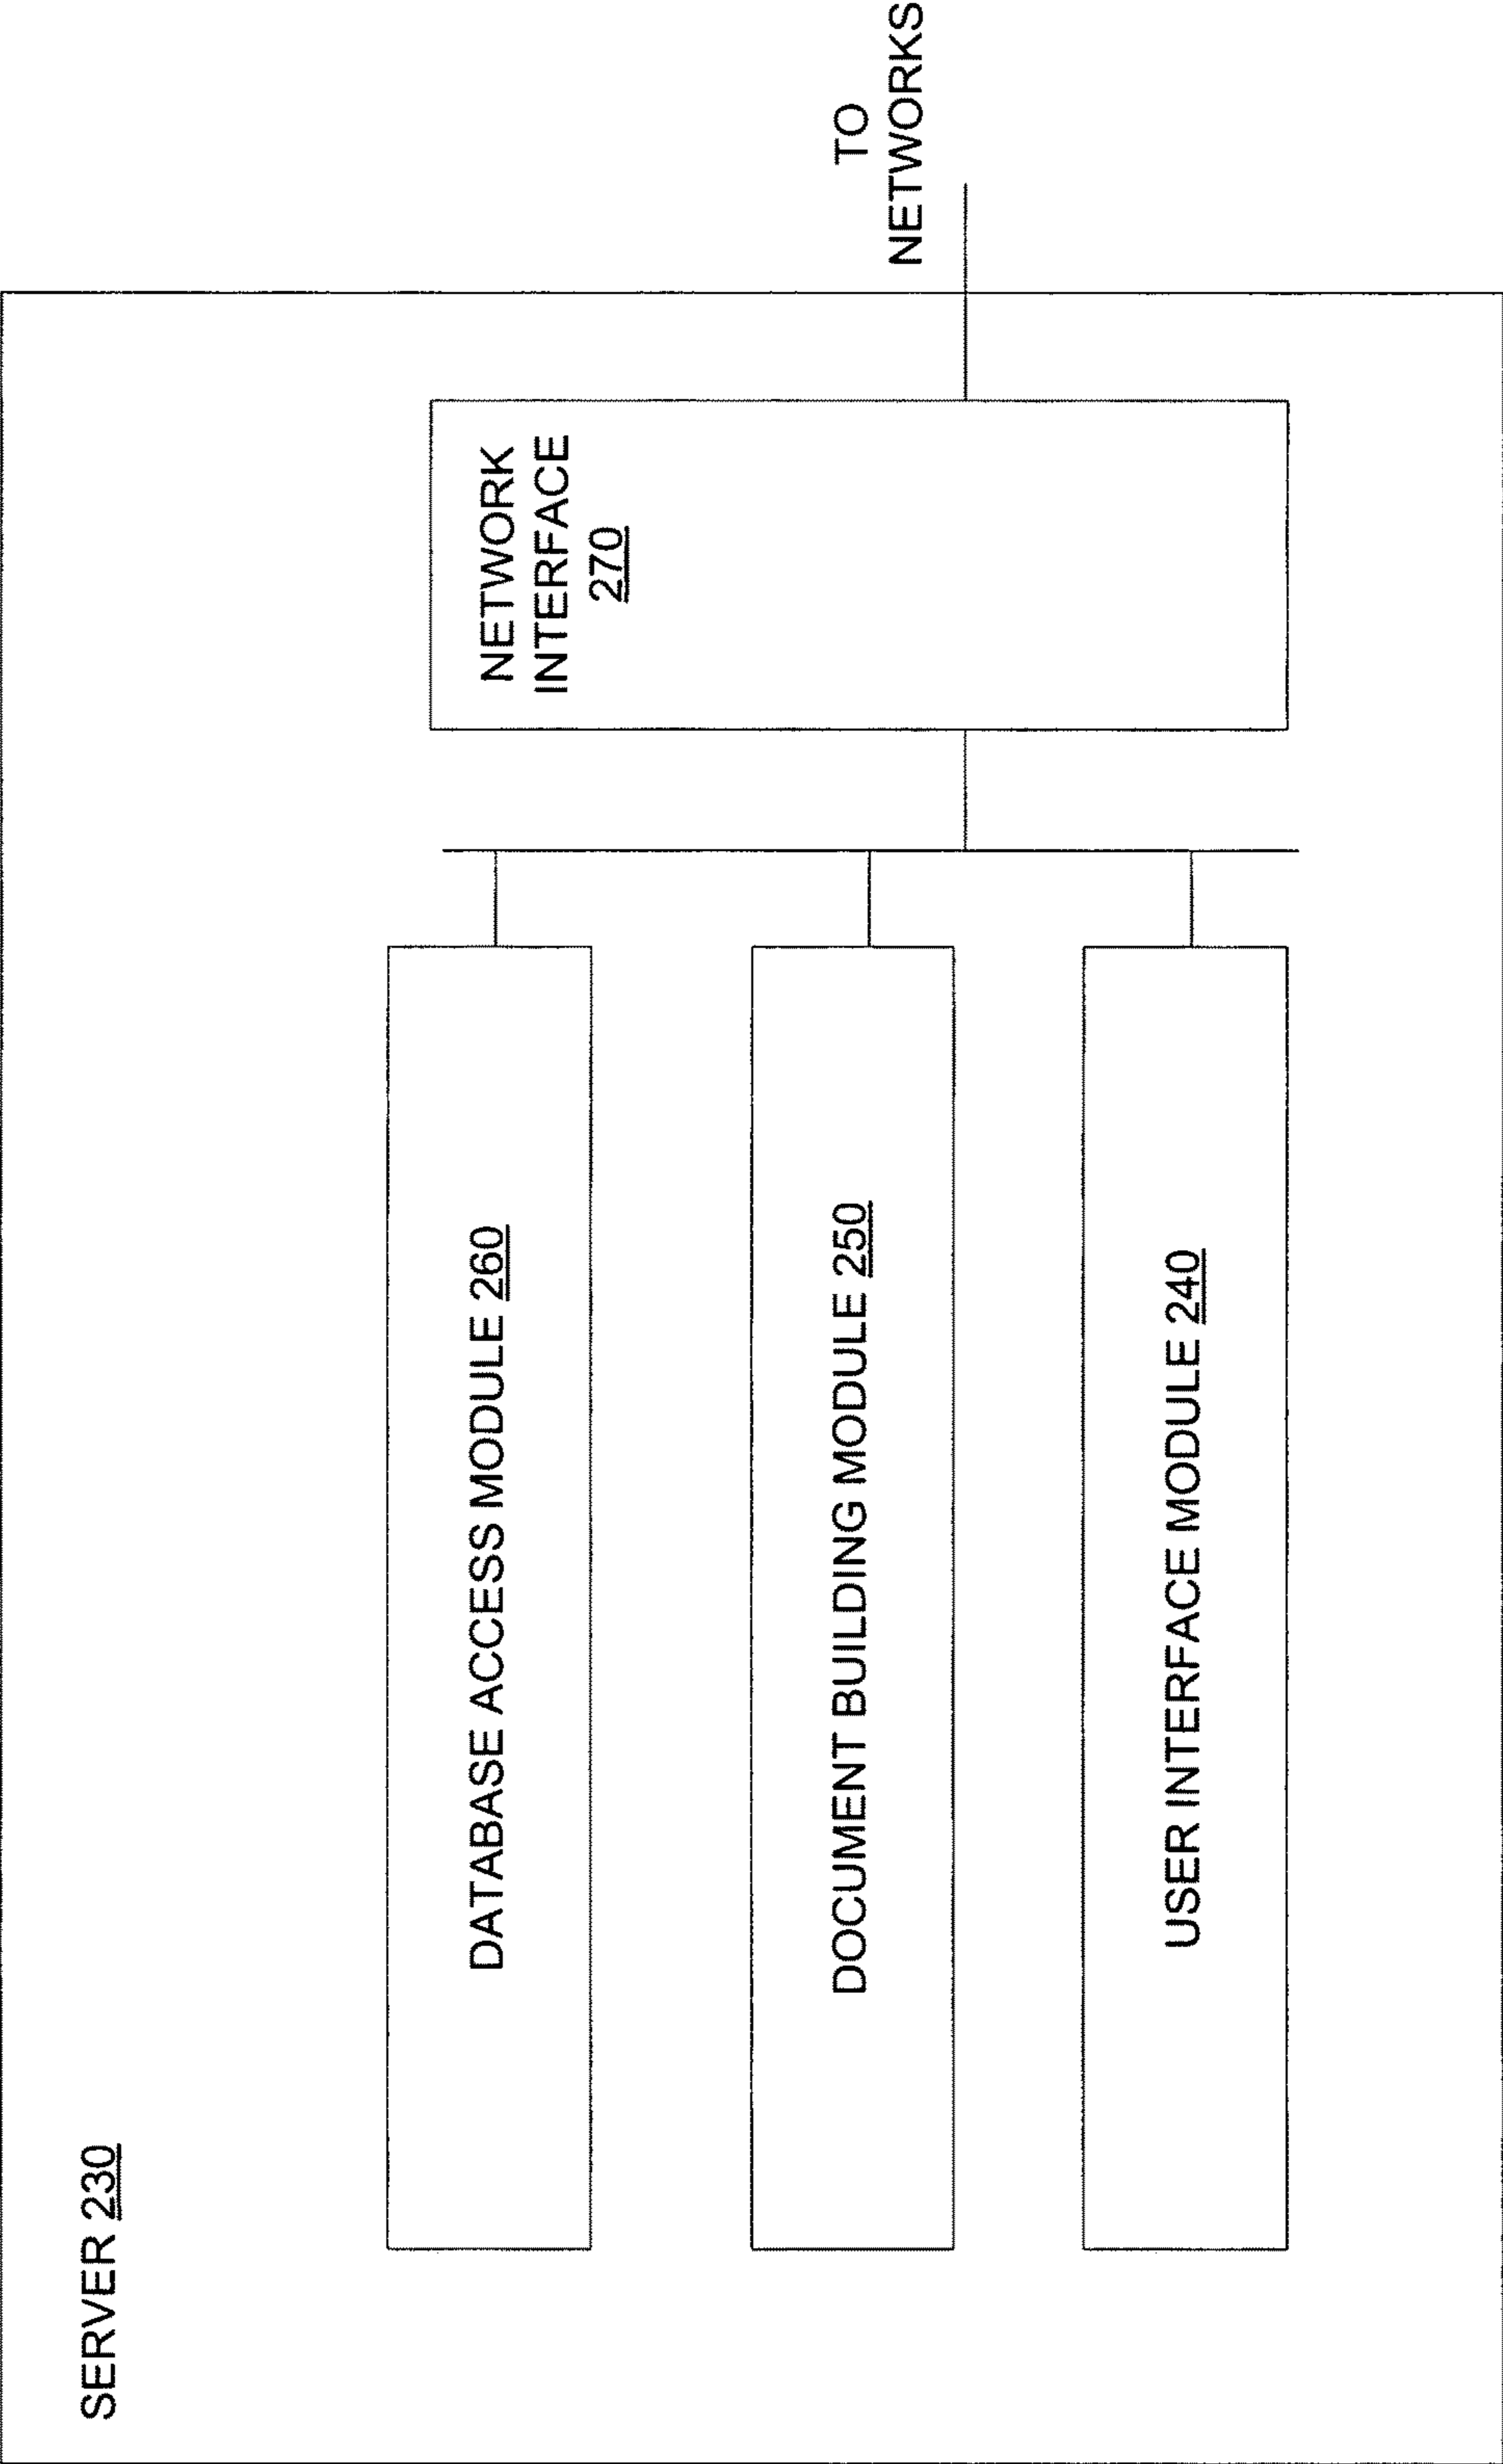 SERVER 230
DATABASE ACCESS MODULE 260
DOCUMENT BUILDING MODULE 250
USER INTERFACE MODULE 240
NETWORK
INTERFACE
270
TO
NETWORKS